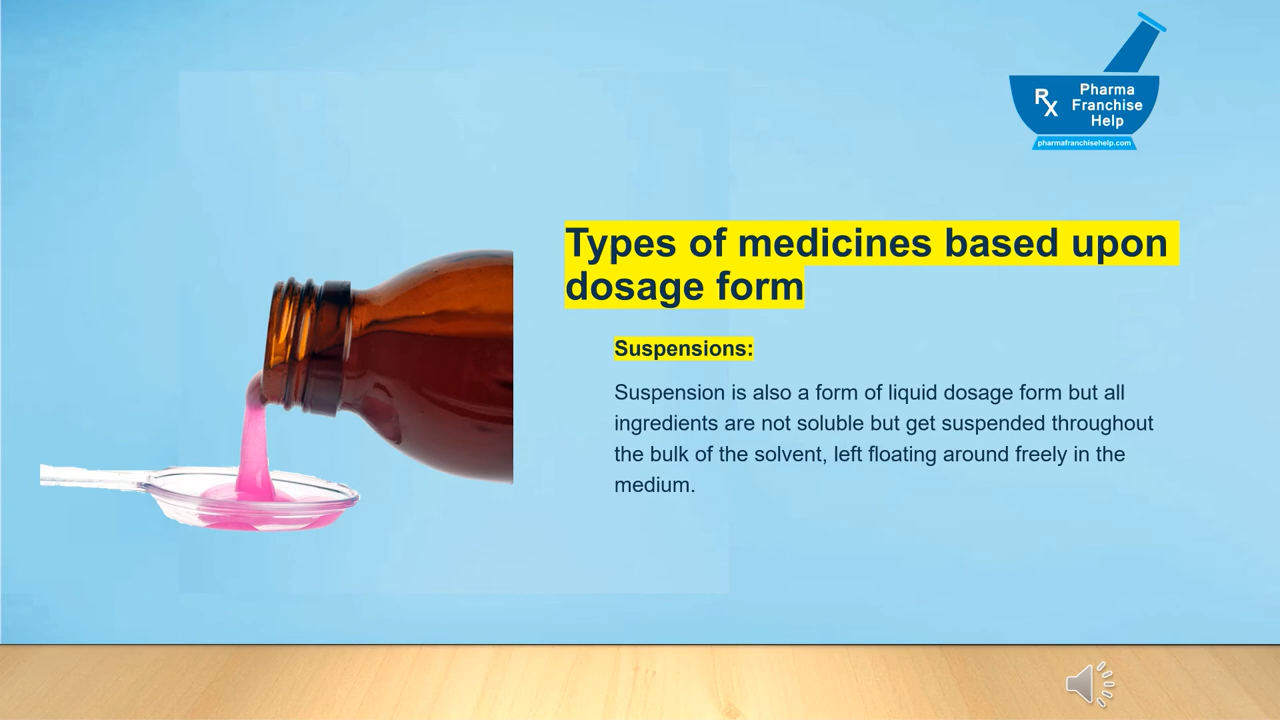 Rx Pharma
Franchise
Help
pharmafranchisehelp.com
Types of medicines based upon
dosage form
Suspensions:
Suspension is also a form of liquid dosage form but all
ingredients are not soluble but get suspended throughout
the bulk of the solvent, left floating around freely in the
medium.